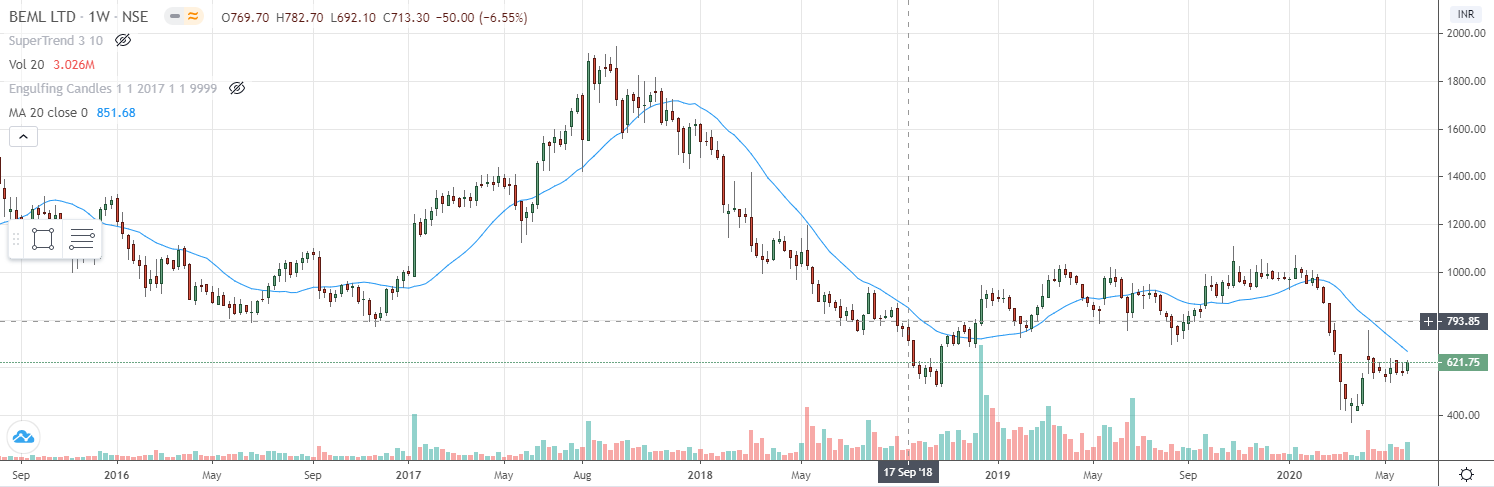 BEML LTD · 1W · NSE O769.70 H782.70 L692.10 C713.30 −50.00 (−6.55%)
INR
SuperTrend 3 10
2000.00
Vol 20 3.026M
Engulfing Candles 1 1 2017 1 1 9999
1800.00
MA 20 close 0 851.68
1600.00
1400.00
1200.00
1000.00
793.85
621.75
400.00
Sep 2016 May Sep 2017 May Aug 2018 May 17 Sep '18 2019 May Sep 2020 May